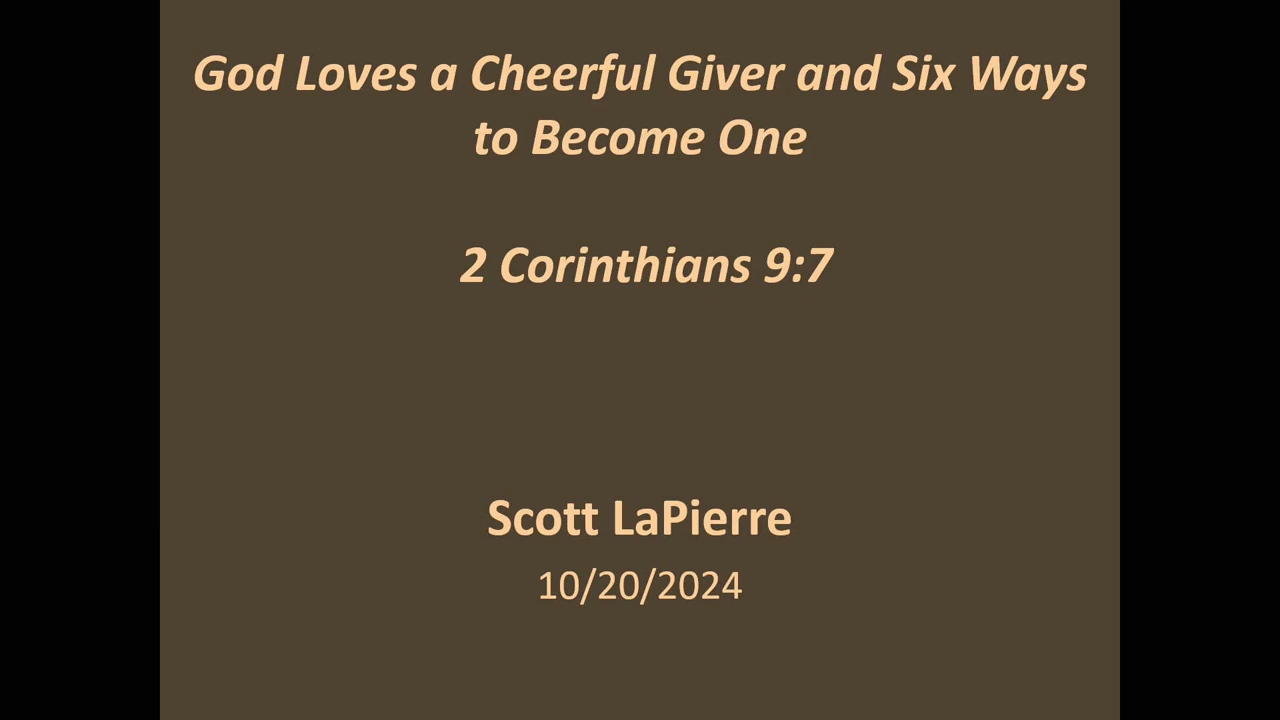 God Loves a Cheerful Giver and Six Ways
to Become One
2 Corinthians 9:7
Scott LaPierre
10/20/2024